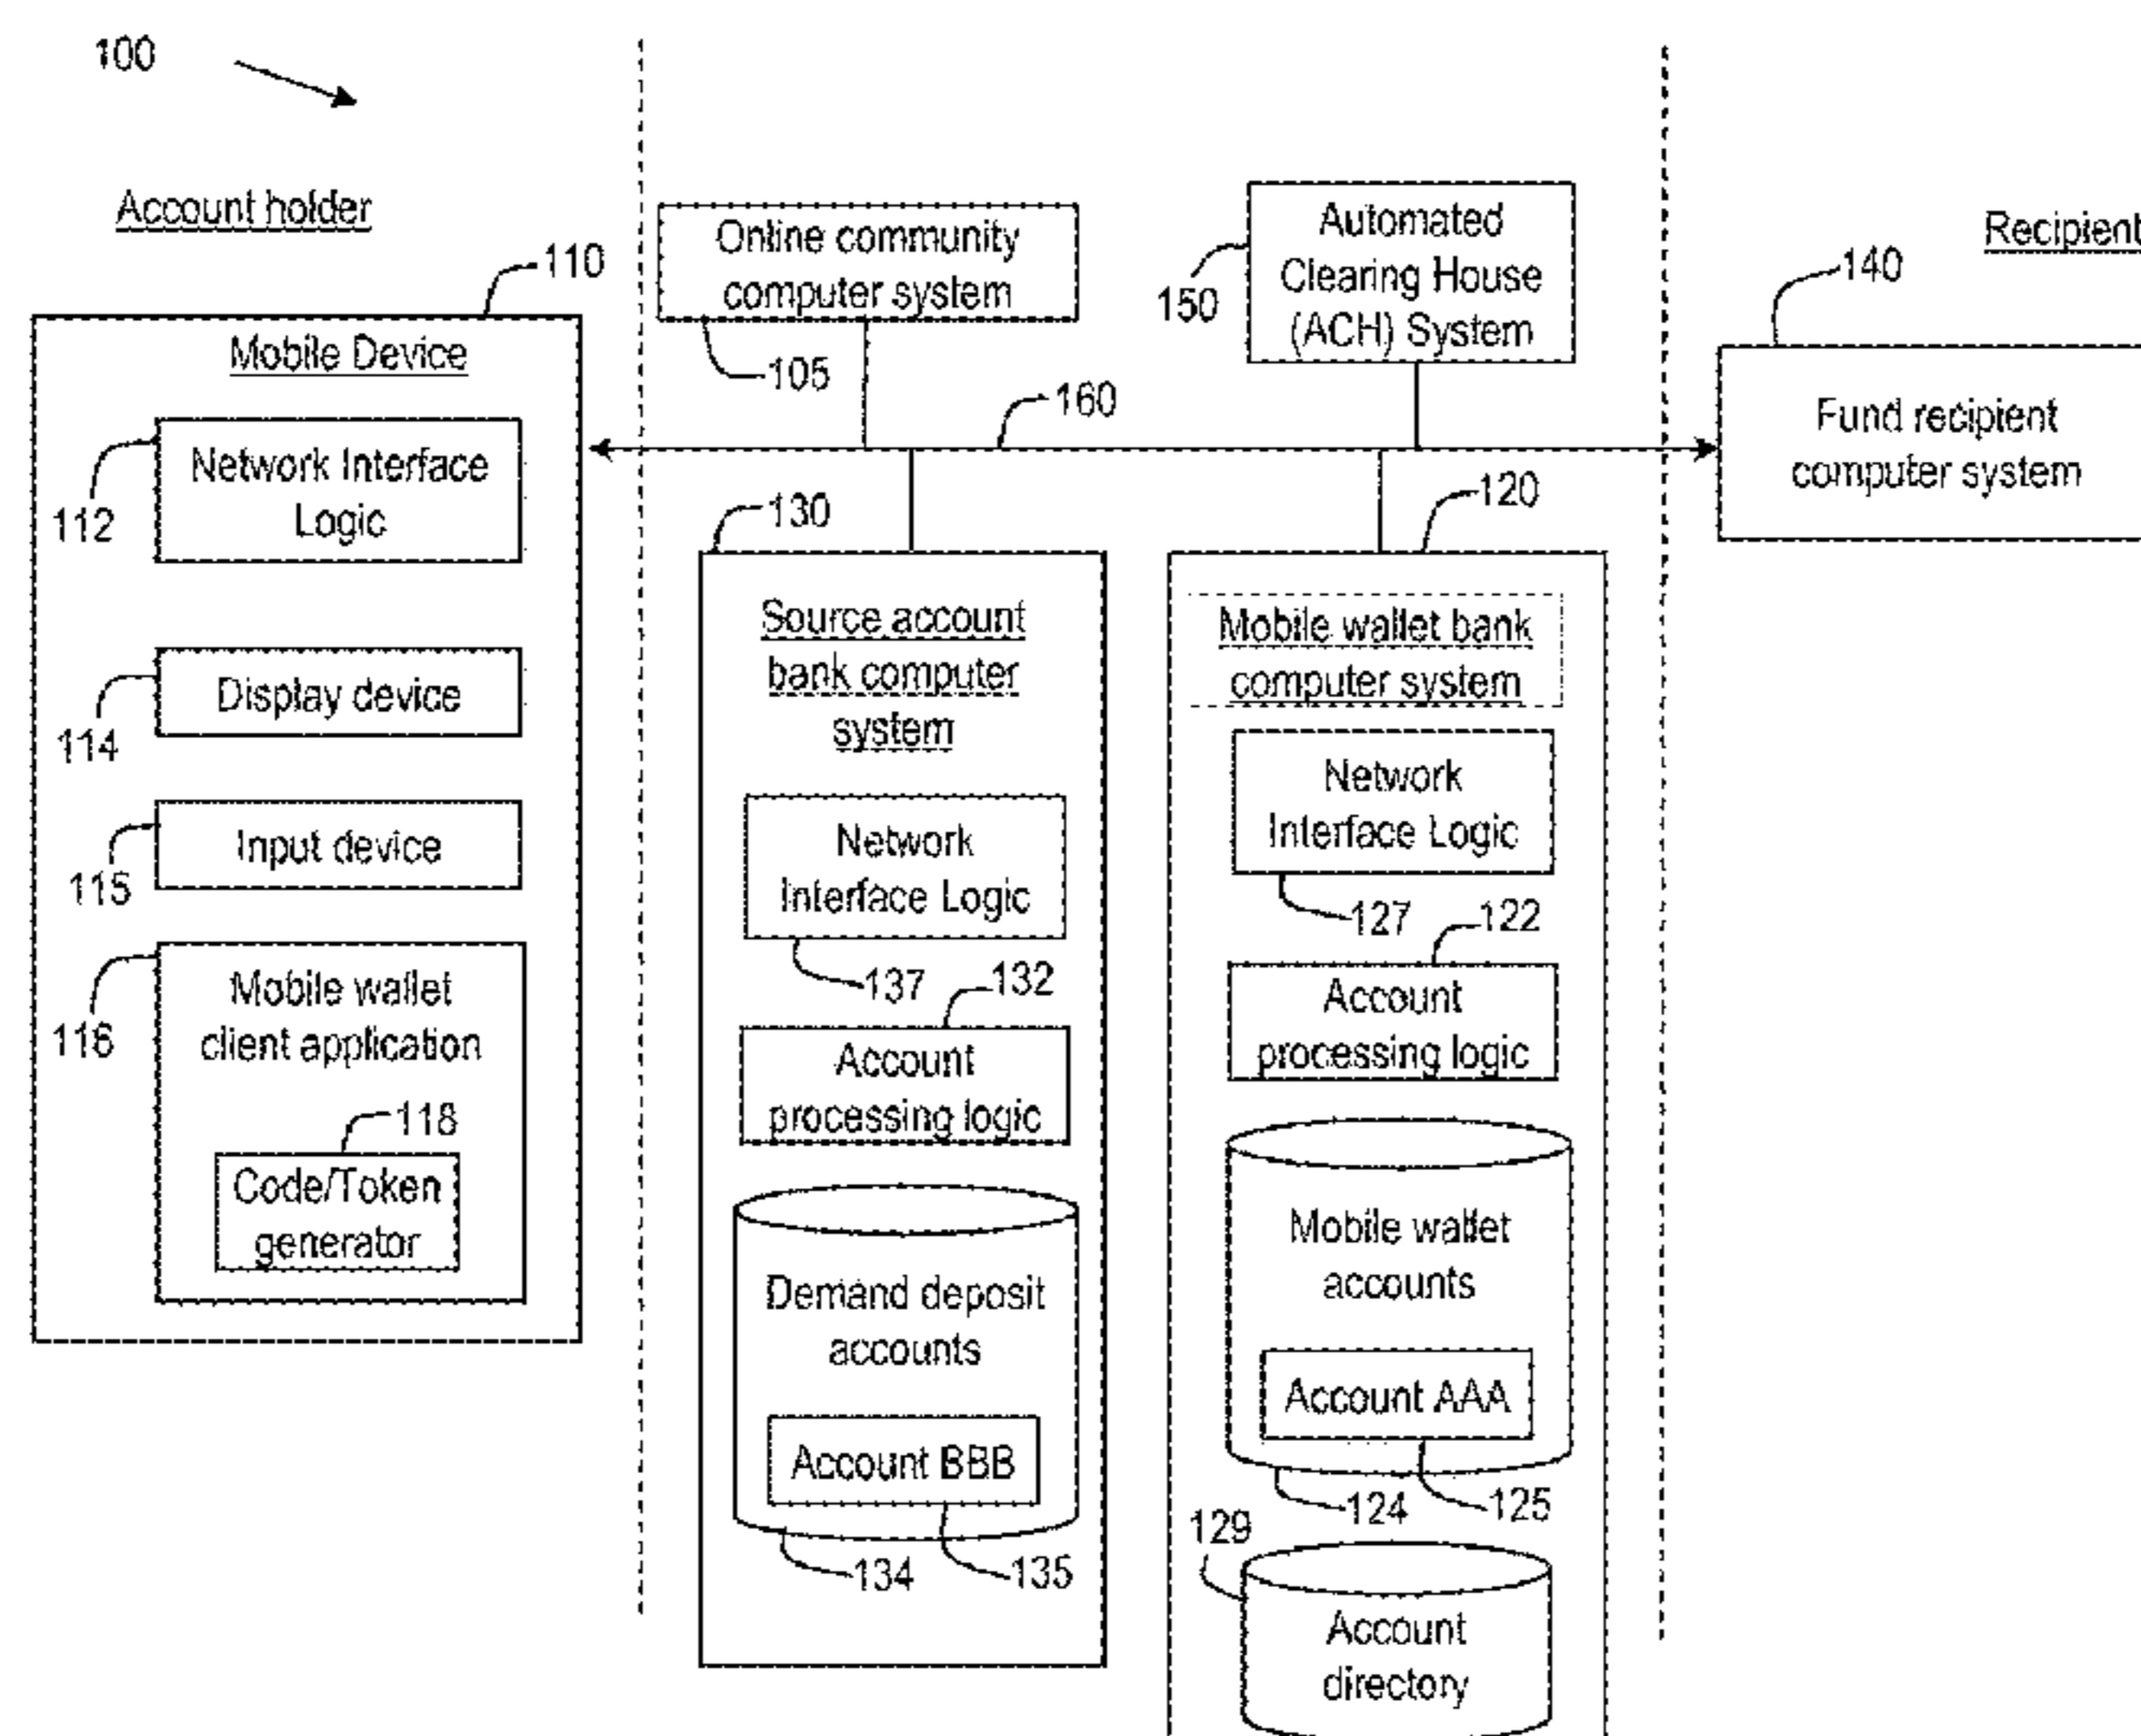 100
Account holder
110
Mobile Device
112
Network Interface
Logic
114
Display device
115
Input device
116
Mobile wallet
client application
118
Code/Token
generator
Online community
computer system
105
150
Automated
Clearing House
(ACH) System
160
130
Source account
bank computer
system
Network
Interface Logic
137
132
Account
processing logic
Demand deposit
accounts
Account BBB
134
135
120
Mobile wallet bank
computer system
Network
Interface Logic
127
122
Account
processing logic
Mobile wallet
accounts
Account AAA
124
125
129
Account
directory
Recipient
140
Fund recipient
computer system